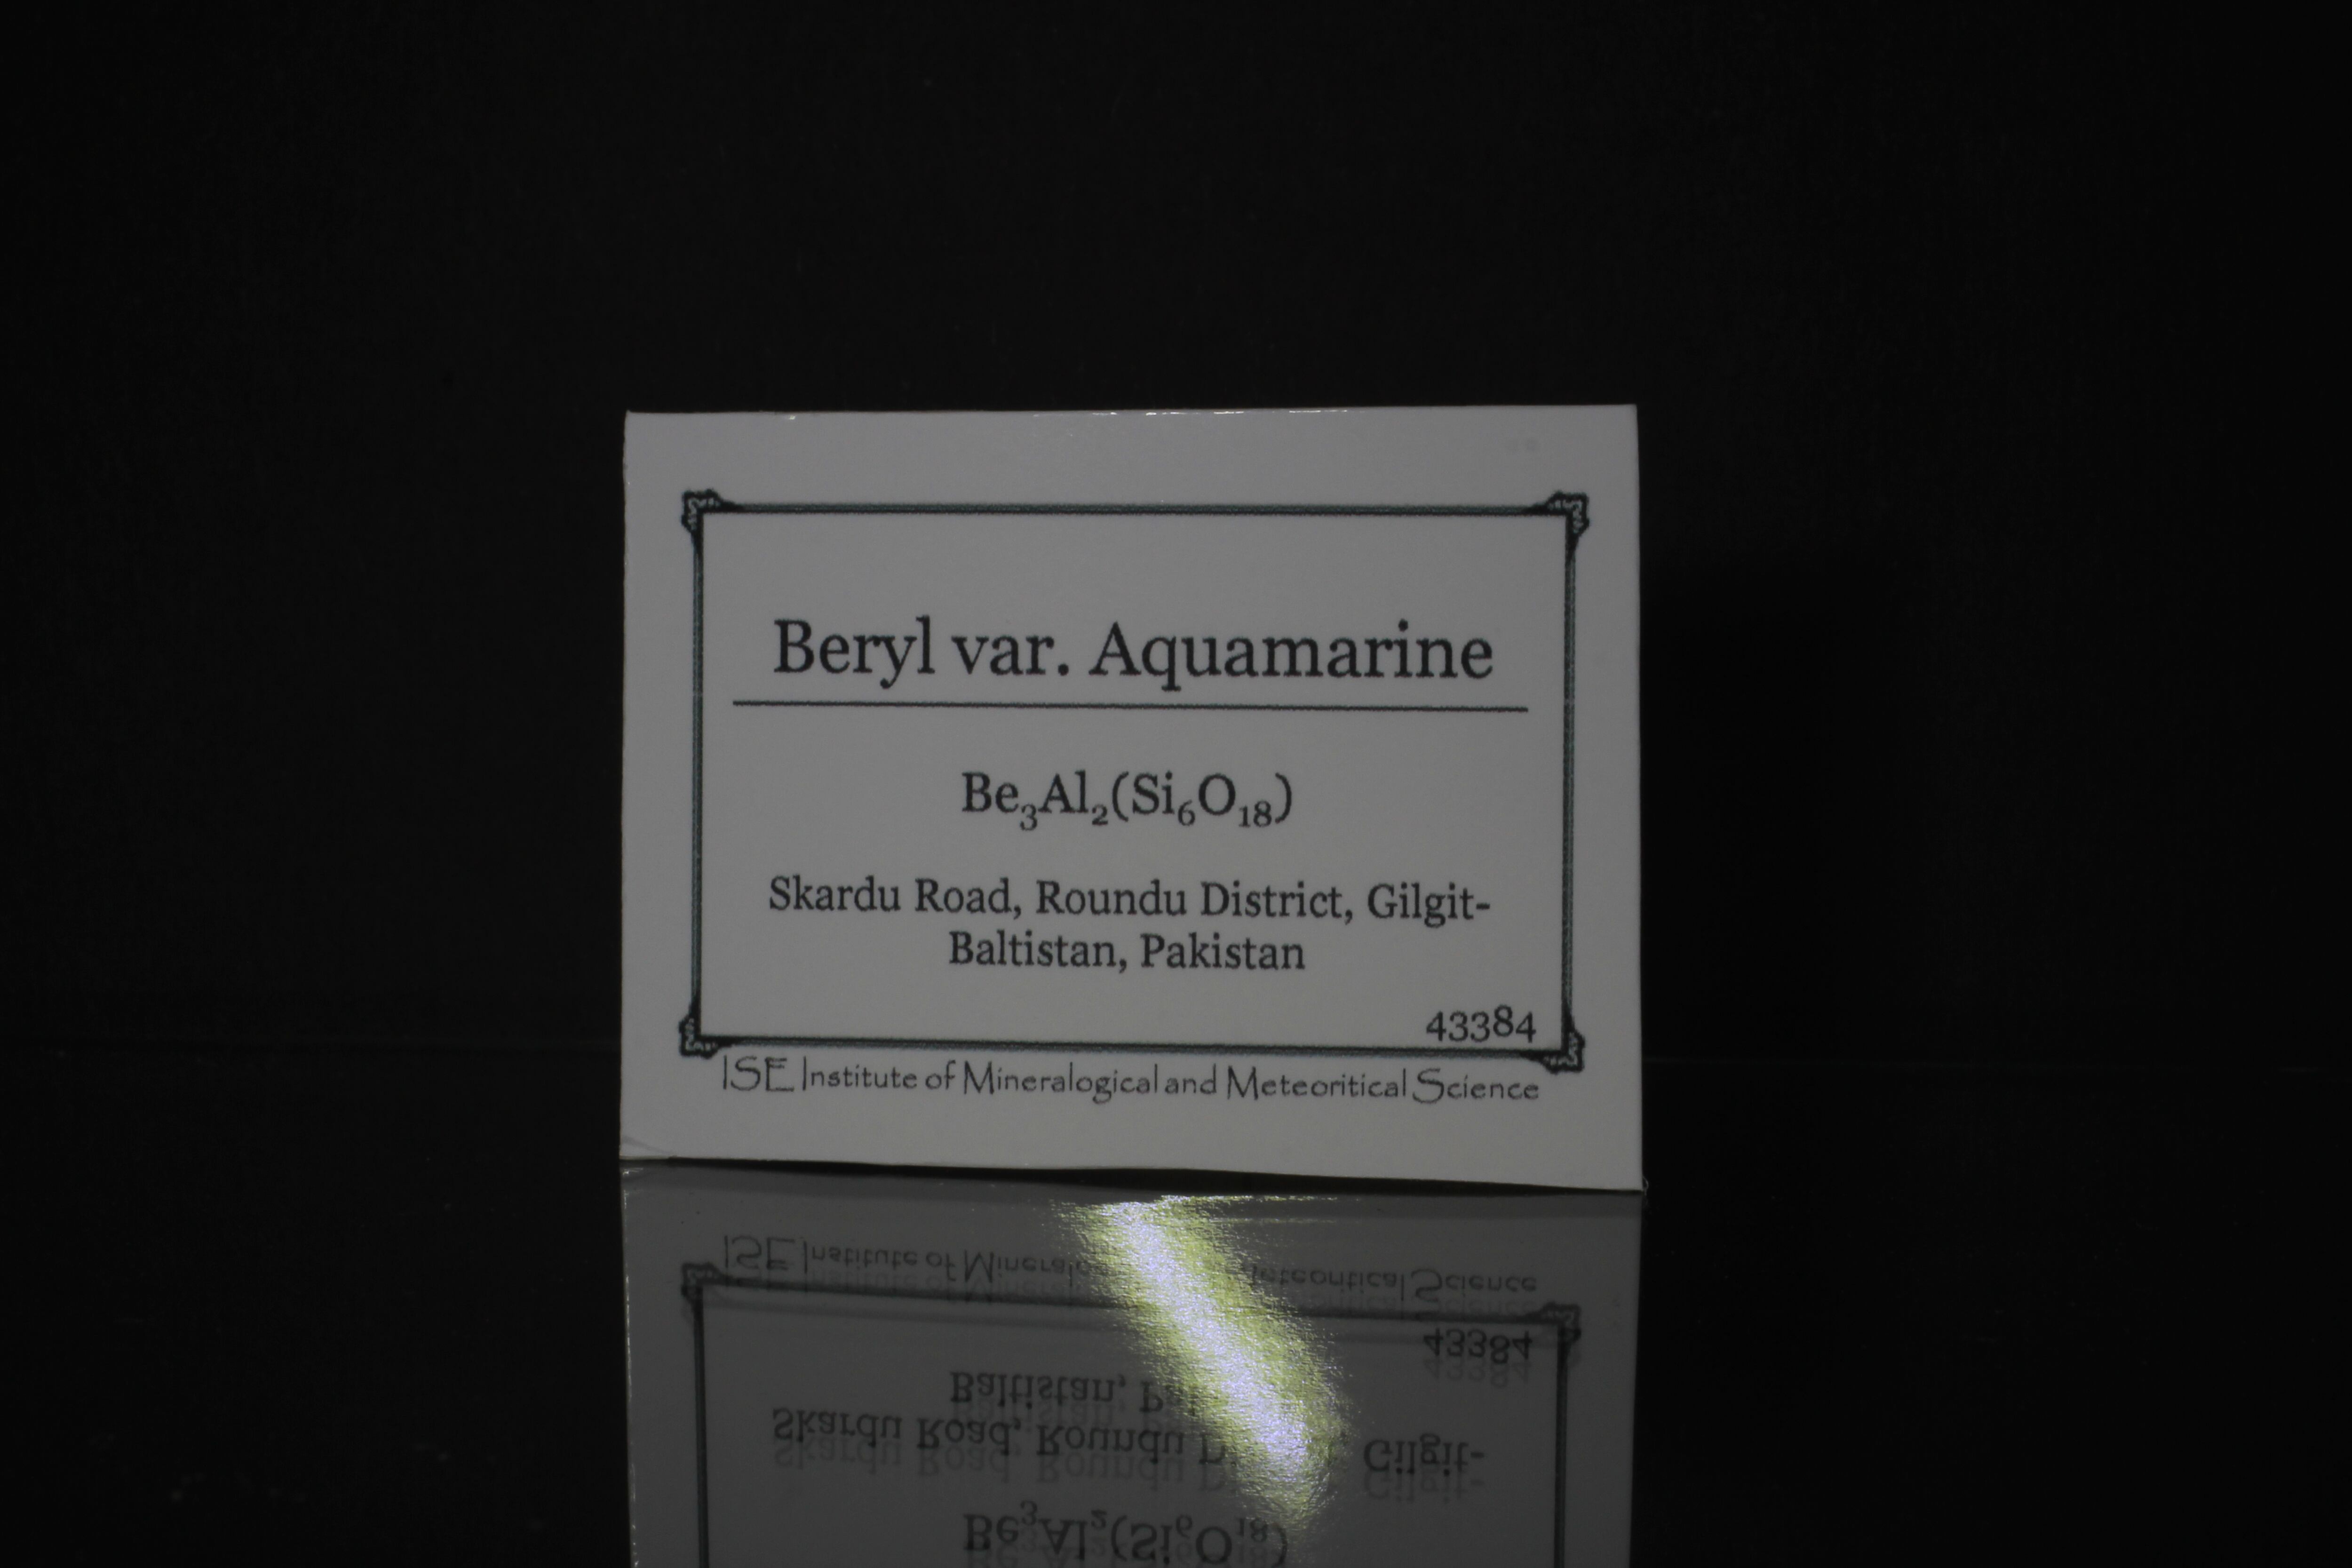 Beryl var. Aquamarine
Be₃Al₂(Si₆O₁₈)
Skardu Road, Roundu District, Gilgit-
Baltistan, Pakistan
43384
ISE Institute of Mineralogical and Meteoritical Science